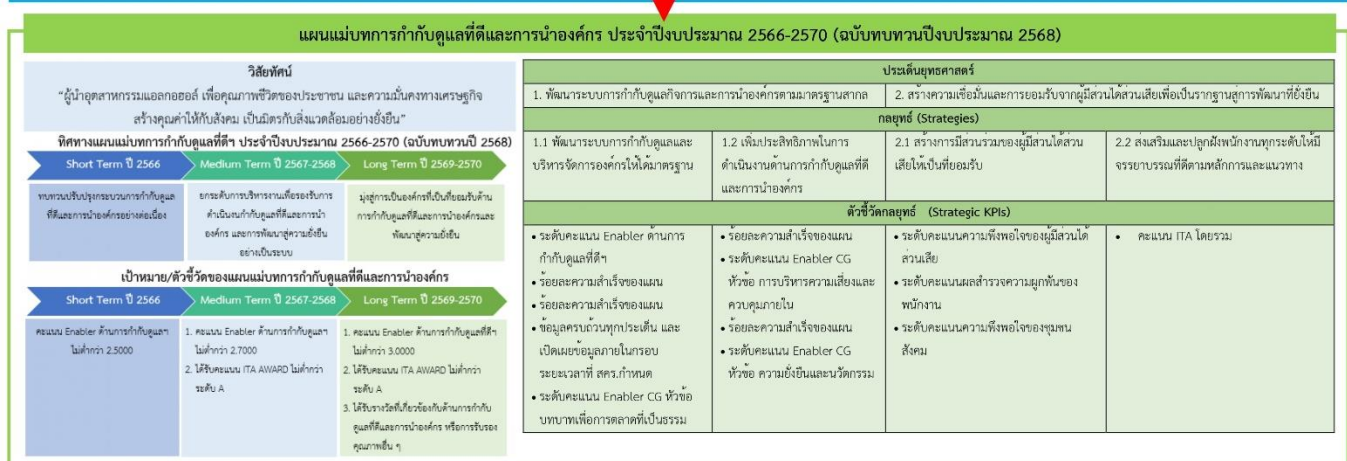 แผนแม่บทการกำกับดูแลที่ดีและการนำองค์กร ประจำปีงบประมาณ 2566-2570 (ฉบับทบทวนปีงบประมาณ 2568)
วิสัยทัศน์
“ผู้นำอุตสาหกรรมแอลกอฮอล์ เพื่อคุณภาพชีวิตของประชาชน และความมั่นคงทางเศรษฐกิจ
สร้างคุณค่าให้กับสังคม เป็นมิตรกับสิ่งแวดล้อมอย่างยั่งยืน”
ทิศทางแผนแม่บทการกำกับดูแลที่ดีฯ ประจำปีงบประมาณ 2566-2570 (ฉบับทบทวนปี 2568)
Short Term ปี 2566
Medium Term ปี 2567-2568
Long Term ปี 2569-2570
ทบทวนปรับปรุงกระบวนการกำกับดูแล
ที่ดีและการนำองค์กรอย่างต่อเนื่อง
ยกระดับการบริหารงานเพื่อรองรับการ
ดำเนินงนกำกับดูแลที่ดีและการนำ
องค์กร และการพัฒนาสู่ความยั่งยืน
อย่างเป็นระบบ
มุ่งสู่การเป็นองค์กรที่เป็นที่ยอมรับด้าน
การกำกับดูแลที่ดีและการนำองค์กรและ
พัฒนาสู่ความยั่งยืน
เป้าหมาย/ตัวชี้วัดของแผนแม่บทการกำกับดูแลที่ดีและการนำองค์กร
Short Term ปี 2566
Medium Term ปี 2567-2568
Long Term ปี 2569-2570
คะแนน Enabler ด้านการกำกับดูแลฯ
ไม่ต่ำกว่า 2.5000
1. คะแนน Enabler ด้านการกำกับดูแลฯ
ไม่ต่ำกว่า 2.7000
2. ได้รับคะแนน ITA AWARD ไม่ต่ำกว่า
ระดับ A
1. คะแนน Enabler ด้านการกำกับดูแลที่ดีฯ
ไม่ต่ำกว่า 3.0000
2. ได้รับคะแนน ITA AWARD ไม่ต่ำกว่า
ระดับ A
3. ได้รับรางวัลที่เกี่ยวข้องกับด้านการกำกับ
ดูแลที่ดีและการนำองค์กร หรือการรับรอง
คุณภาพอื่น ๆ
ประเด็นยุทธศาสตร์
1. พัฒนาระบบการกำกับดูแลกิจการและการนำองค์กรตามมาตรฐานสากล
2. สร้างความเชื่อมั่นและการยอมรับจากผู้มีส่วนได้ส่วนเสียเพื่อเป็นรากฐานสู่การพัฒนาที่ยั่งยืน
กลยุทธ์ (Strategies)
1.1 พัฒนาระบบการกำกับดูแลและ
บริหารจัดการองค์กรให้ได้มาตรฐาน
1.2 เพิ่มประสิทธิภาพในการ
ดำเนินงานด้านการกำกับดูแลที่ดี
และการนำองค์กร
2.1 สร้างการมีส่วนร่วมของผู้มีส่วนได้ส่วน
เสียให้เป็นที่ยอมรับ
2.2 ส่งเสริมและปลูกฝังพนักงานทุกระดับให้มี
จรรยาบรรณที่ดีตามหลักการและแนวทาง
ตัวชี้วัดกลยุทธ์ (Strategic KPIs)
• ระดับคะแนน Enabler ด้านการ
กำกับดูแลที่ดีฯ
• ร้อยละความสำเร็จของแผน
• ร้อยละความสำเร็จของแผน
• ข้อมูลครบถ้วนทุกประเด็น และ
เปิดเผยข้อมูลภายในกรอบ
ระยะเวลาที่ สคร.กำหนด
• ระดับคะแนน Enabler CG หัวข้อ
บทบาทเพื่อการตลาดที่เป็นธรรม
• ร้อยละความสำเร็จของแผน
• ระดับคะแนน Enabler CG
หัวข้อ การบริหารความเสี่ยงและ
ควบคุมภายใน
• ร้อยละความสำเร็จของแผน
• ระดับคะแนน Enabler CG
หัวข้อ ความยั่งยืนและนวัตกรรม
• ระดับคะแนนความพึงพอใจของผู้มีส่วนได้
ส่วนเสีย
• ระดับคะแนนผลสำรวจความผูกพันของ
พนักงาน
• ระดับคะแนนความพึงพอใจของชุมชน
สังคม
• คะแนน ITA โดยรวม